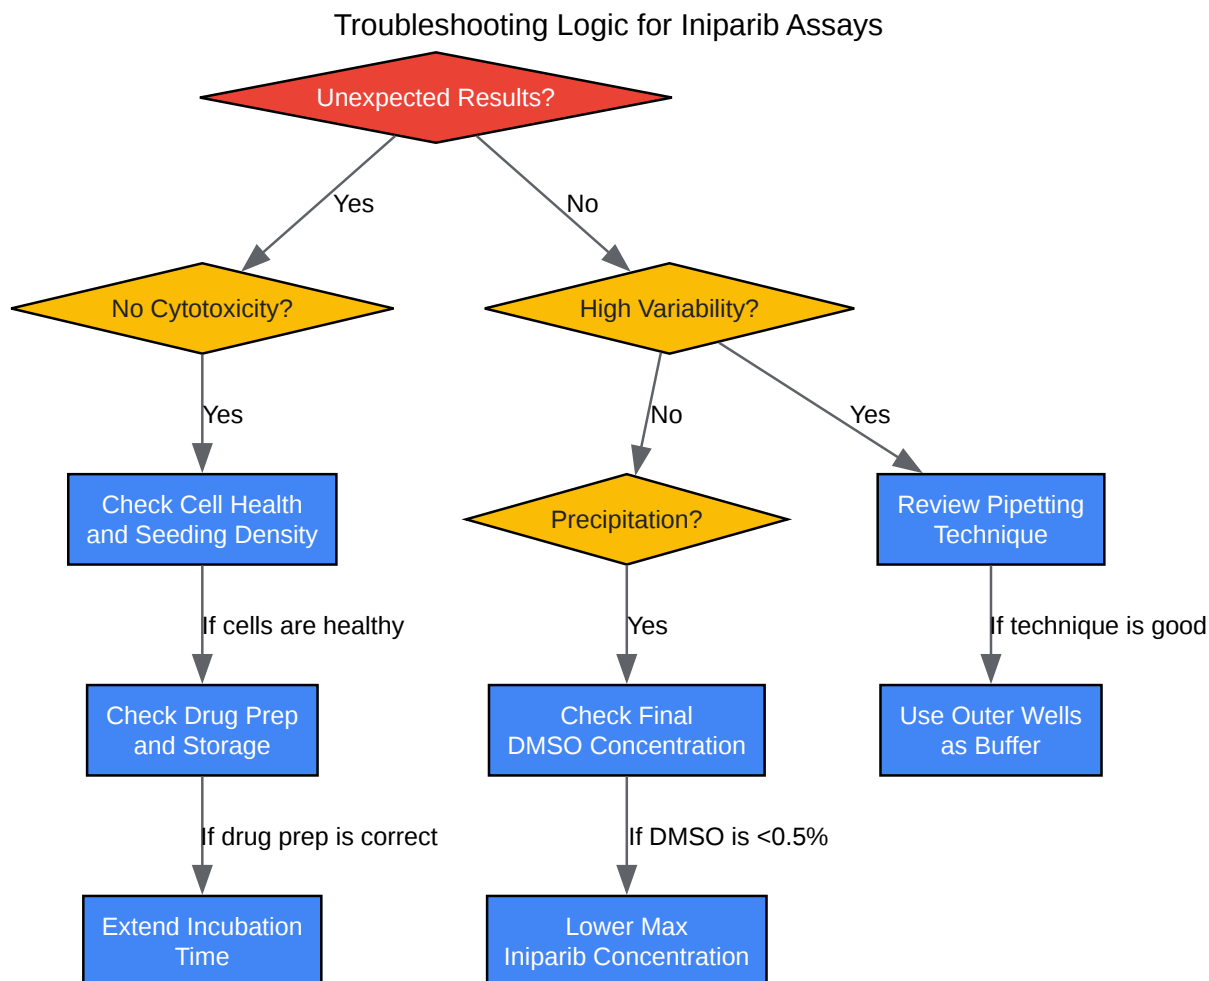 Troubleshooting Logic for Iniparib Assays
Unexpected Results?
Yes
No
No Cytotoxicity?
High Variability?
Yes
No
Yes
Check Cell Health
and Seeding Density
Precipitation?
Review Pipetting
Technique
If cells are healthy
Yes
If technique is good
Check Drug Prep
and Storage
Check Final
DMSO Concentration
Use Outer Wells
as Buffer
If drug prep is correct
If DMSO is <0.5%
Extend Incubation
Time
Lower Max
Iniparib Concentration